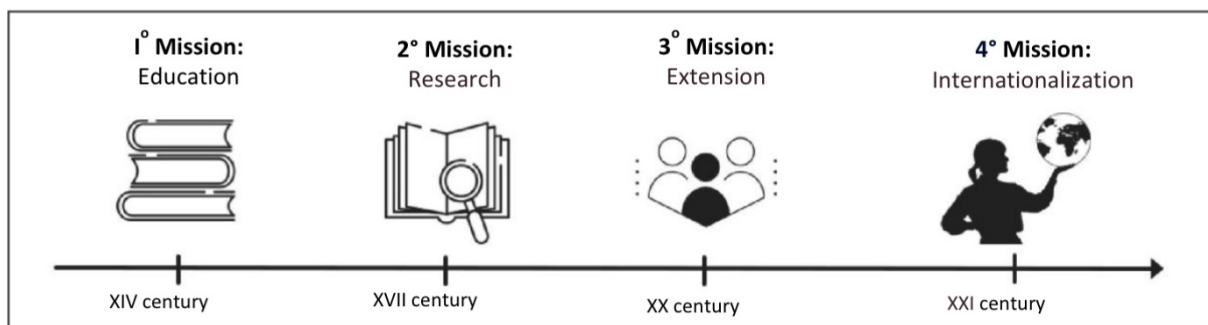 1° Mission:
Education
2° Mission:
Research
3° Mission:
Extension
4° Mission:
Internationalization
XIV century
XVII century
XX century
XXI century